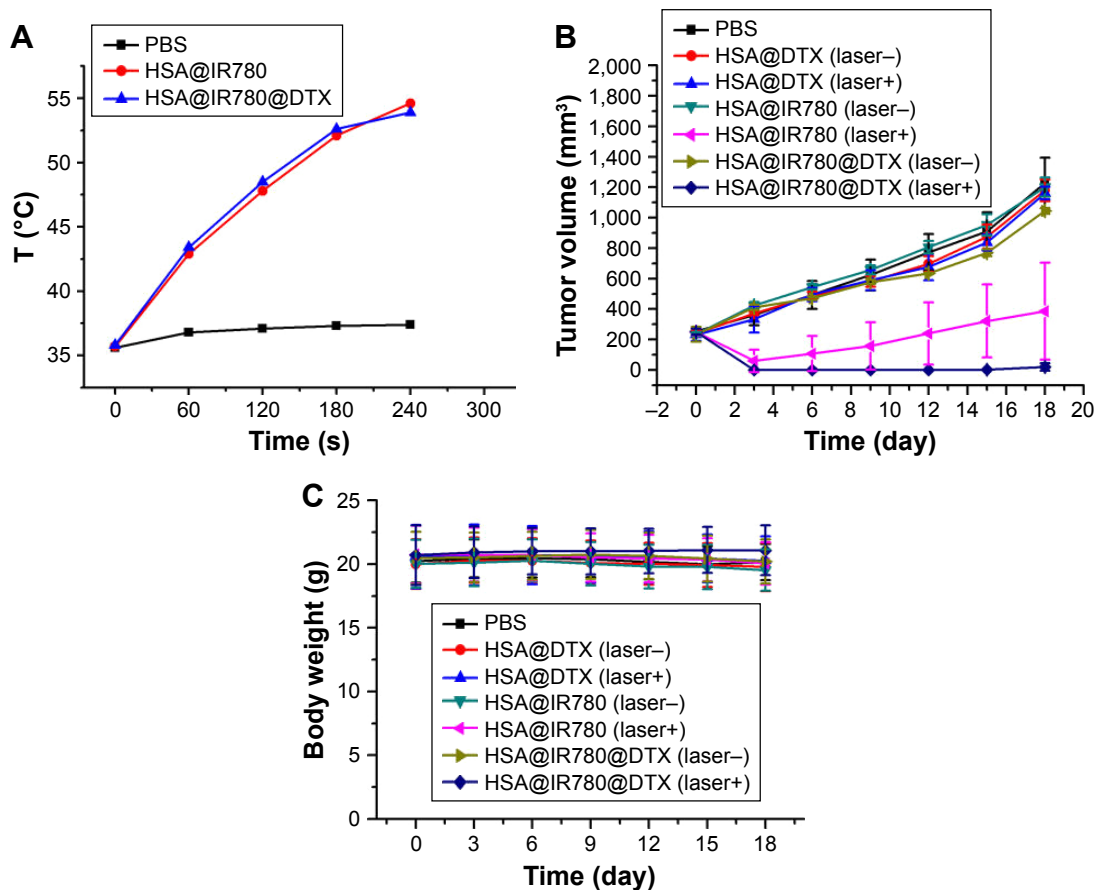 A
PBS
HSA@IR780
HSA@IR780@DTX
T (°C)
55
50
45
40
35
0 60 120 180 240 300
Time (s)
B
PBS
HSA@DTX (laser–)
HSA@DTX (laser+)
HSA@IR780 (laser–)
HSA@IR780 (laser+)
HSA@IR780@DTX (laser–)
HSA@IR780@DTX (laser+)
Tumor volume (mm³)
2,000
1,800
1,600
1,400
1,200
1,000
800
600
400
200
0
–2 0 2 4 6 8 10 12 14 16 18 20
Time (day)
C
Body weight (g)
25
20
15
10
5
0
PBS
HSA@DTX (laser–)
HSA@DTX (laser+)
HSA@IR780 (laser–)
HSA@IR780 (laser+)
HSA@IR780@DTX (laser–)
HSA@IR780@DTX (laser+)
0 3 6 9 12 15 18
Time (day)